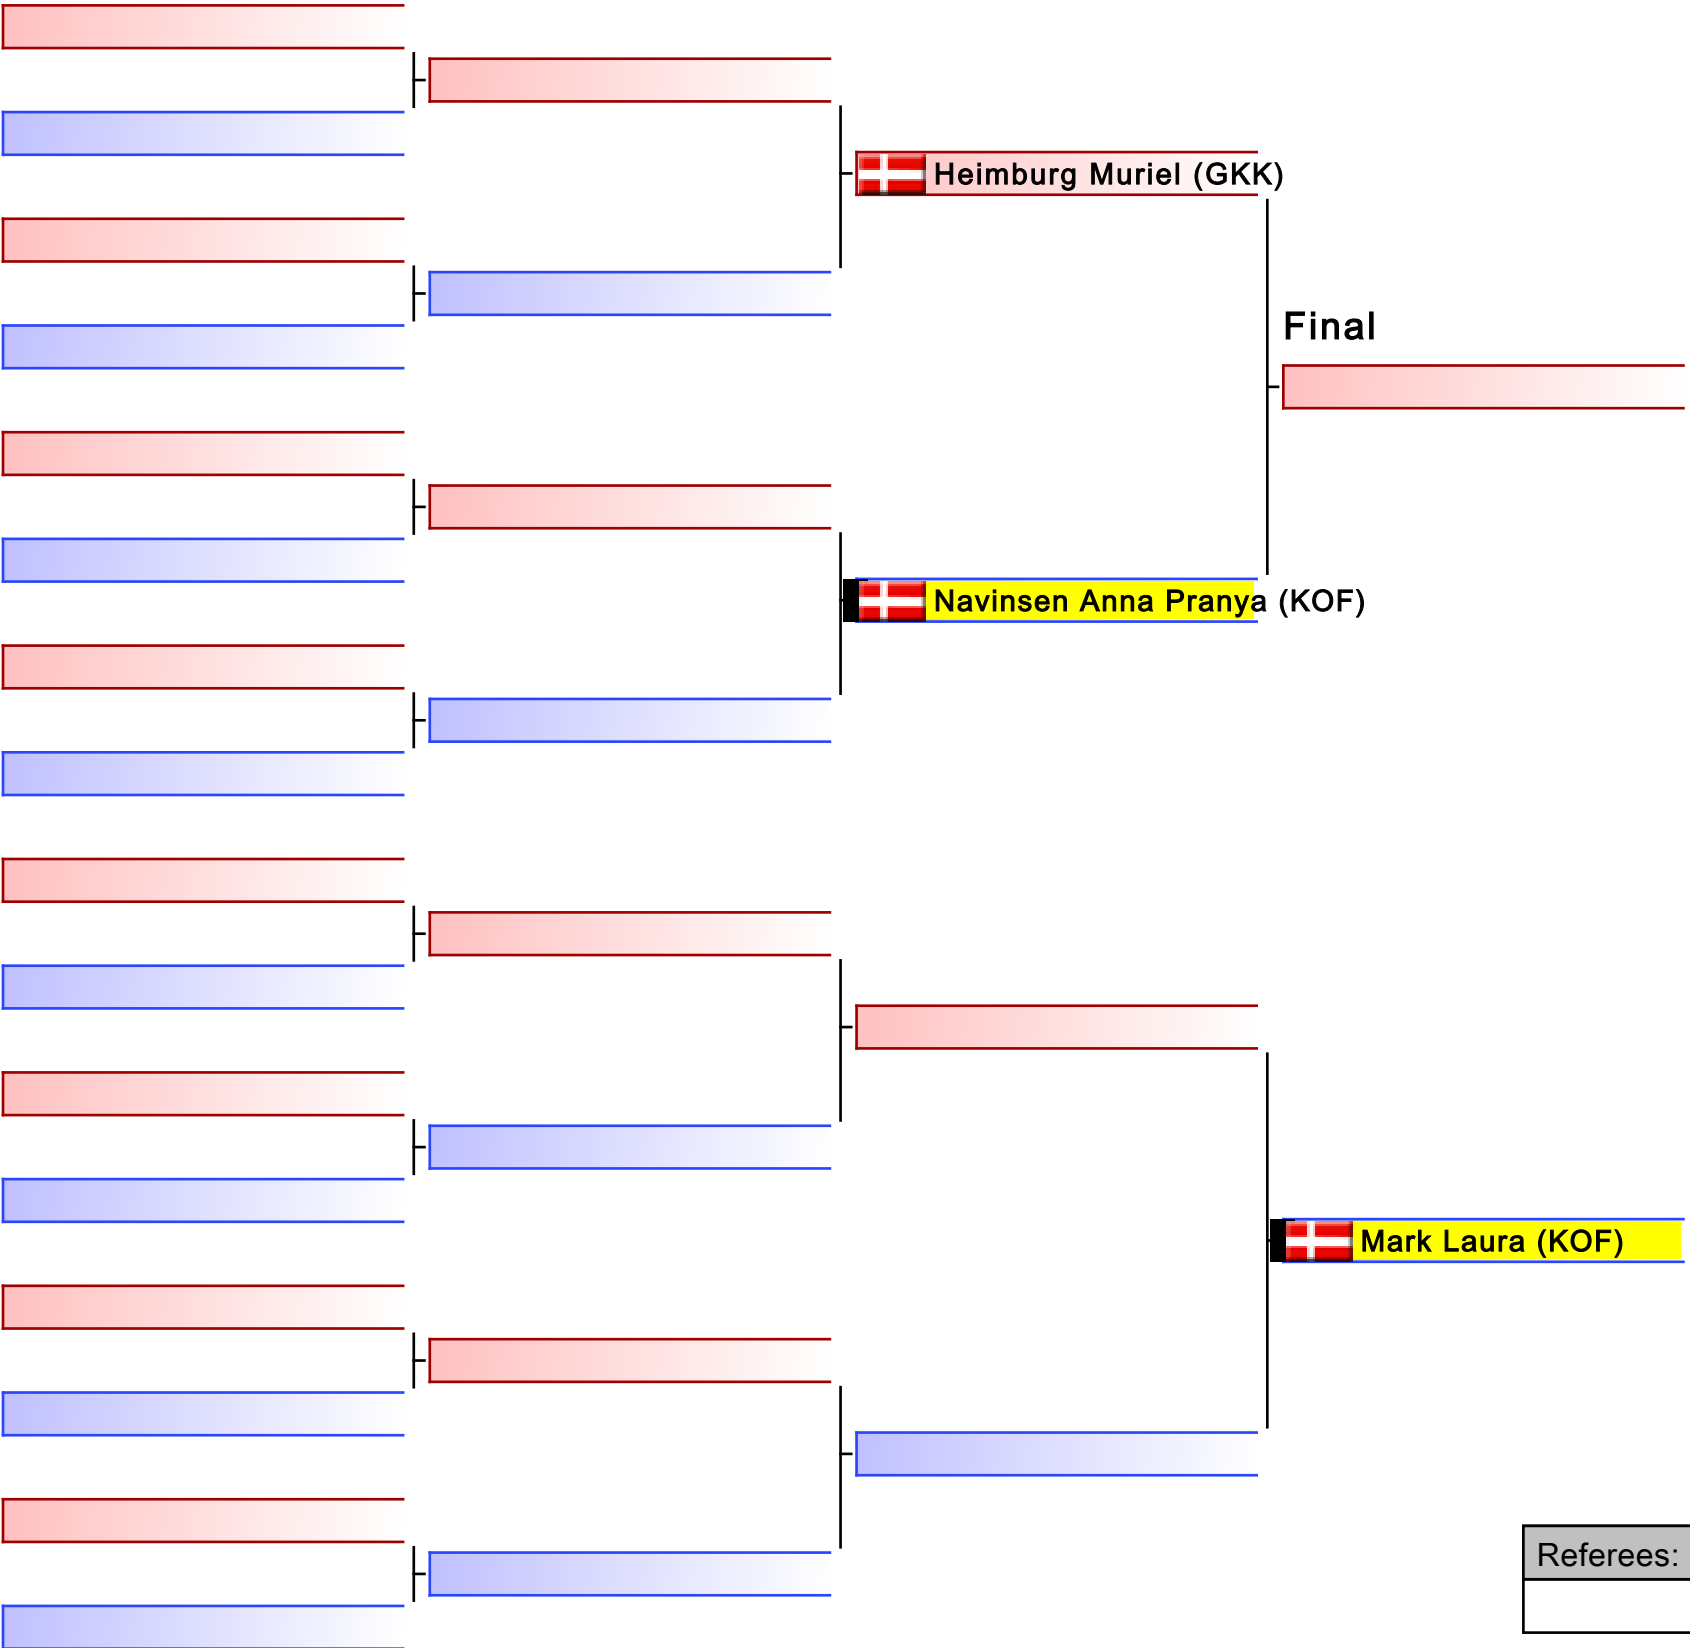 Heimburg Muriel (GKK)
Final
Navinsen Anna Pranya (KOF)
Mark Laura (KOF)
Referees: